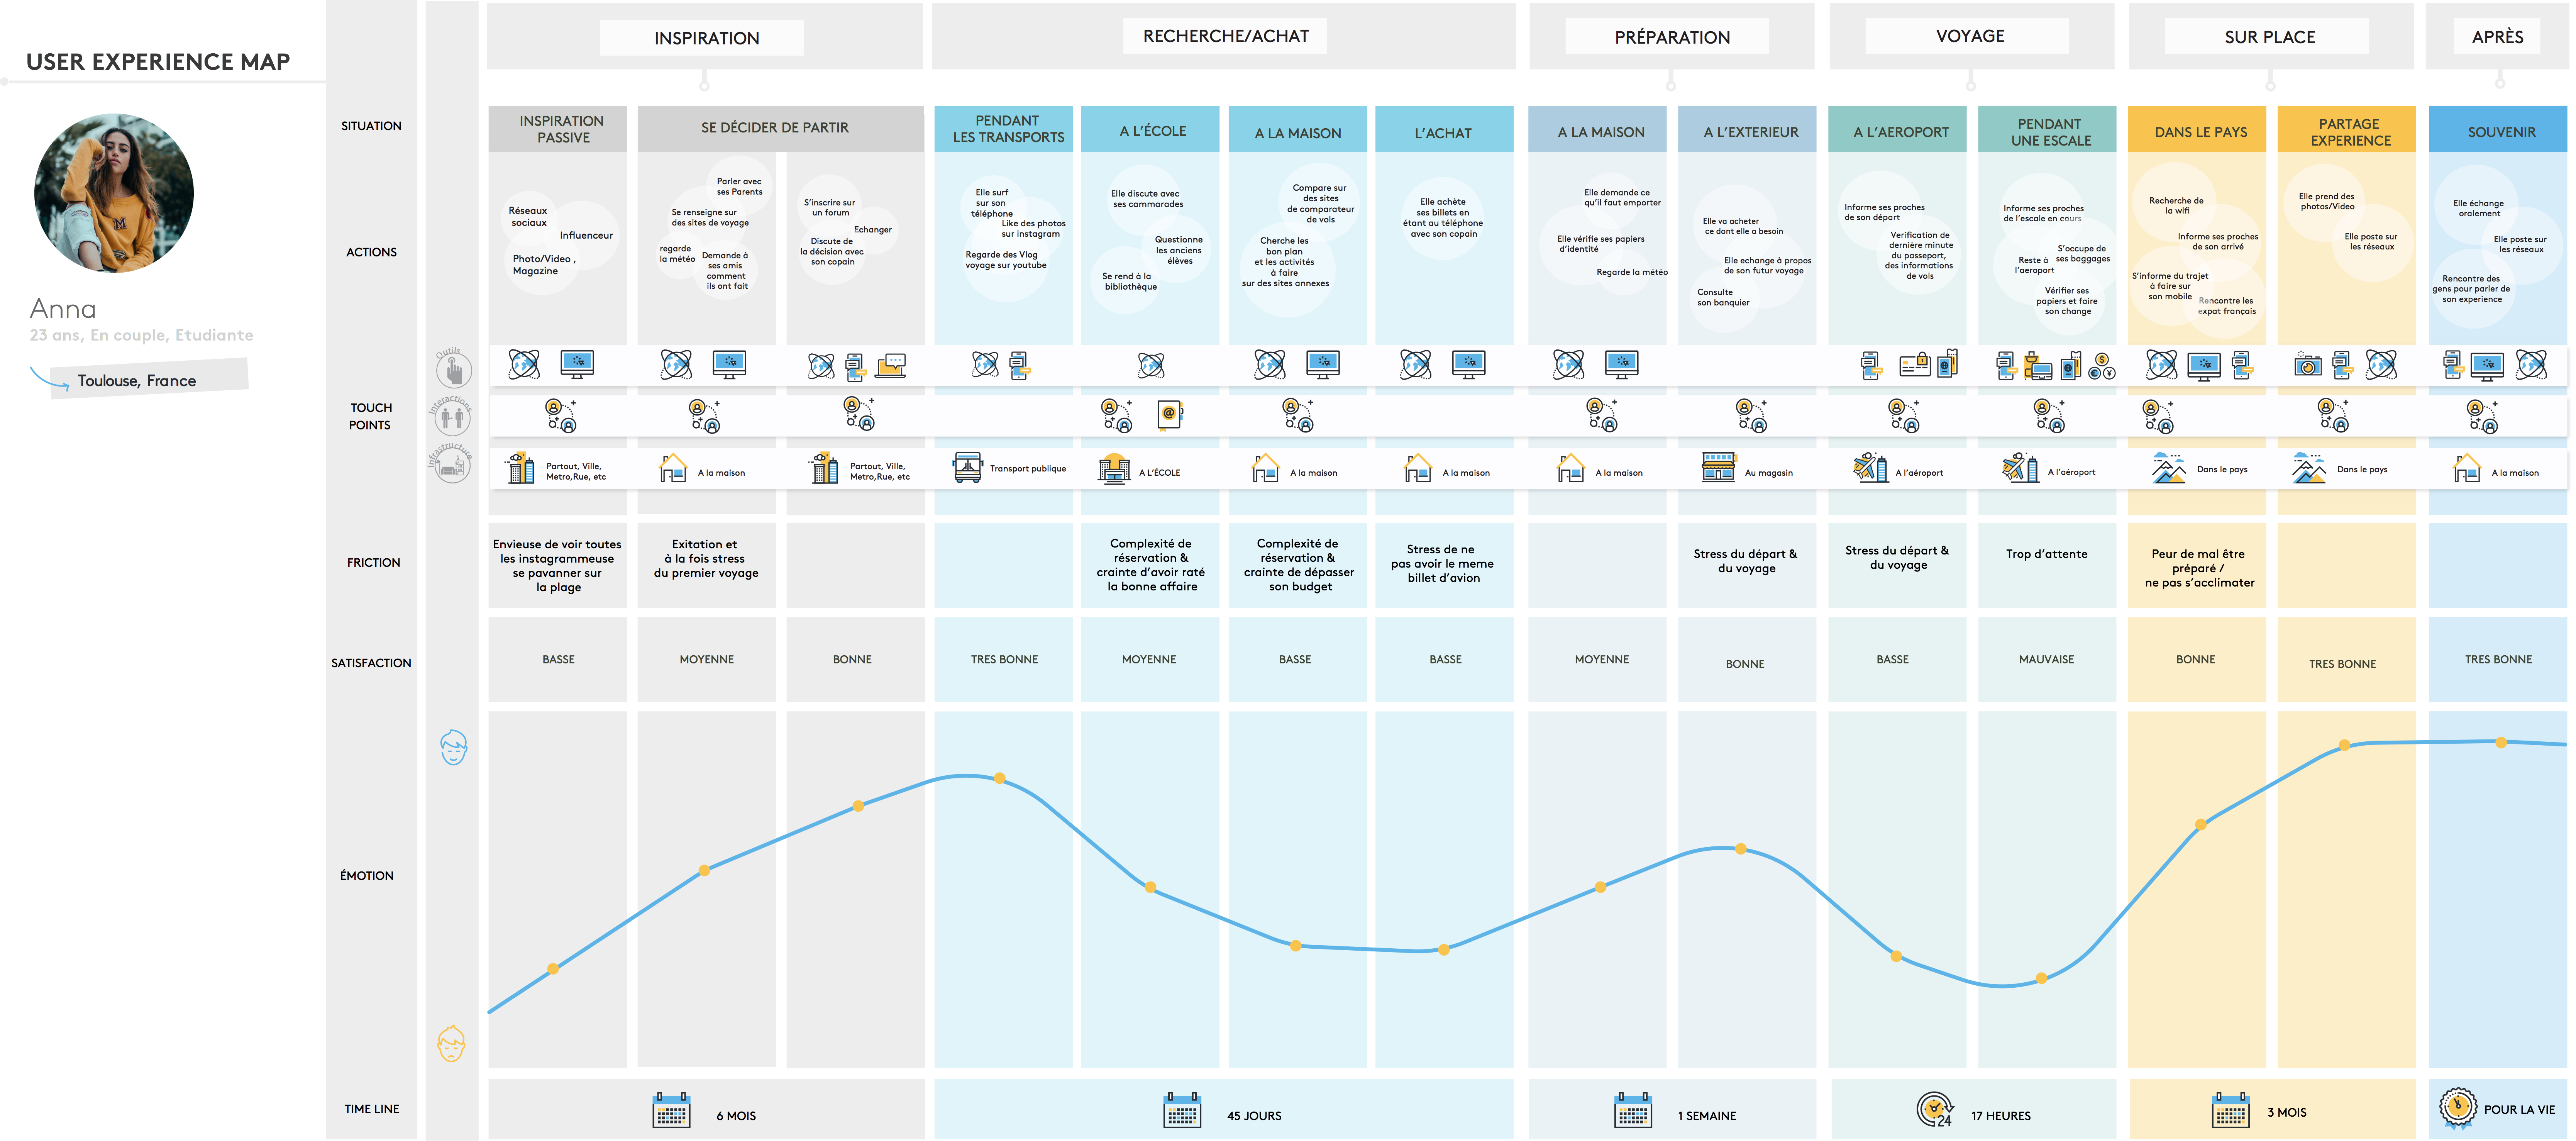 USER EXPERIENCE MAP
Anna
23 ans, En couple, Etudiante
Toulouse, France
INSPIRATION
RECHERCHE/ACHAT
PRÉPARATION
VOYAGE
SUR PLACE
APRÈS
SITUATION
INSPIRATION
PASSIVE
SE DÉCIDER DE PARTIR
PENDANT
LES TRANSPORTS
A L'ÉCOLE
A LA MAISON
L'ACHAT
A LA MAISON
A L'EXTERIEUR
A L'AEROPORT
PENDANT
UNE ESCALE
DANS LE PAYS
PARTAGE
EXPERIENCE
SOUVENIR
ACTIONS
Réseaux
sociaux
Influenceur
Photo/Video ,
Magazine
Parler avec
ses Parents
Se renseigne sur
des sites de voyage
regarde
la météo
Demande à
ses amis
comment
ils ont fait
S'inscrire sur
un forum
Echanger
Discute de
la décision avec
son copain
Elle surf
sur son
téléphone
Like des photos
sur instagram
Regarde des Vlog
voyage sur youtube
Elle discute avec
ses cammarades
Questionne
les anciens
élèves
Se rend à la
bibliothèque
Compare sur
des sites
de comparateur
de vols
Cherche les
bon plan
et les activités
à faire
sur des sites annexes
Elle achète
ses billets en
étant au téléphone
avec son copain
Elle demande ce
qu'il faut emporter
Elle vérifie ses papiers
d'identité
Regarde la météo
Elle va acheter
ce dont elle a besoin
Elle echange à propos
de son futur voyage
Consulte
son banquier
Informe ses proches
de son départ
Verification de
dernière minute
du passeport,
des informations
de vols
Informe ses proches
de l'escale en cours
S'occupe de
ses baggages
Reste à
l'aeroport
Vérifier ses
papiers et faire
son change
Recherche de
la wifi
Informe ses proches
de son arrivé
S'informe du trajet
à faire sur
son mobile
Rencontre les
expat français
Elle prend des
photos/Video
Elle poste sur
les réseaux
Elle échange
oralement
Elle poste sur
les réseaux
Rencontre des
gens pour parler de
son experience
TOUCH
POINTS
Outils
Interactions
Infrastructure
24
Partout, Ville,
Metro,Rue, etc
A la maison
Partout, Ville,
Metro,Rue, etc
Transport publique
A L'ÉCOLE
A la maison
A la maison
A la maison
Au magasin
A l'aéroport
A l'aéroport
Dans le pays
Dans le pays
A la maison
FRICTION
Envieuse de voir toutes
les instagrammeuse
se pavanner sur
la plage
Exitation et
à la fois stress
du premier voyage
Complexité de
réservation &
crainte d'avoir raté
la bonne affaire
Complexité de
réservation &
crainte de dépasser
son budget
Stress de ne
pas avoir le meme
billet d'avion
Stress du départ &
du voyage
Stress du départ &
du voyage
Trop d'attente
Peur de mal être
préparé /
ne pas s'acclimater
SATISFACTION
BASSE
MOYENNE
BONNE
TRES BONNE
MOYENNE
BASSE
BASSE
MOYENNE
BONNE
BASSE
MAUVAISE
BONNE
TRES BONNE
TRES BONNE
ÉMOTION
TIME LINE
6 MOIS
45 JOURS
1 SEMAINE
17 HEURES
3 MOIS
POUR LA VIE